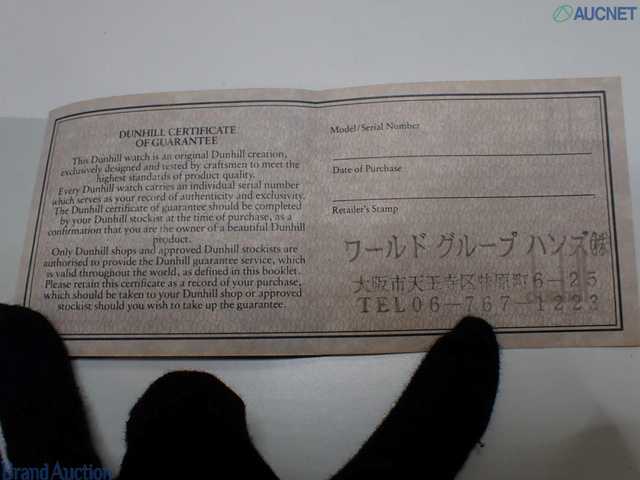 AUCNET
DUNHILL CERTIFICATE
OF GUARANTEE
This Dunhill watch is an original Dunhill creation,
exclusively designed and tested by craftsmen to meet the
highest standards of product quality.
Every Dunhill watch carries an individual serial number
which serves as your record of authenticity and exclusivity.
The Dunhill certificate of guarantee should be completed
by your Dunhill stockist at the time of purchase, as a
confirmation that you are the owner of a beautiful Dunhill
product.
Only Dunhill shops and approved Dunhill stockists are
authorised to provide the Dunhill guarantee service, which
is valid throughout the world, as defined in this booklet.
Please retain this certificate as a record of your purchase,
which should be taken to your Dunhill shop or approved
stockist should you wish to take up the guarantee.
Model/Serial Number
Date of Purchase
Retailer's Stamp
ワールド グループ ハンズ㈱
大阪市天王寺区 6-25
TEL06-767-1223
Brand Auction